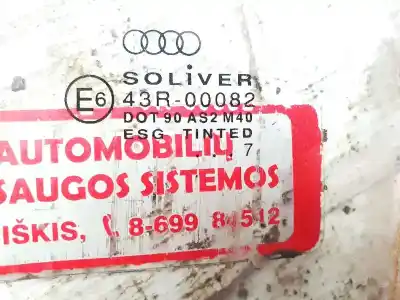 SOLIVER
E6 43R-00082
DOT 90 AS2 M40
ESG TINTED
. . 7
AUTOMOBILIŲ
SAUGOS SISTEMOS
IŠKIS, 8-699 84512